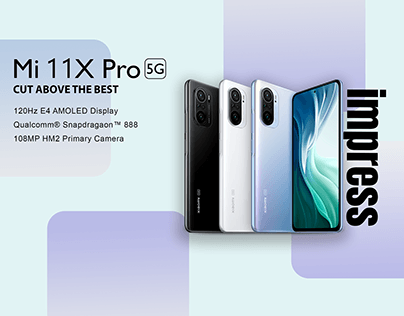 Mi 11X Pro 5G
CUT ABOVE THE BEST
120Hz E4 AMOLED Display
Qualcomm® Snapdragaon™ 888
108MP HM2 Primary Camera
impress